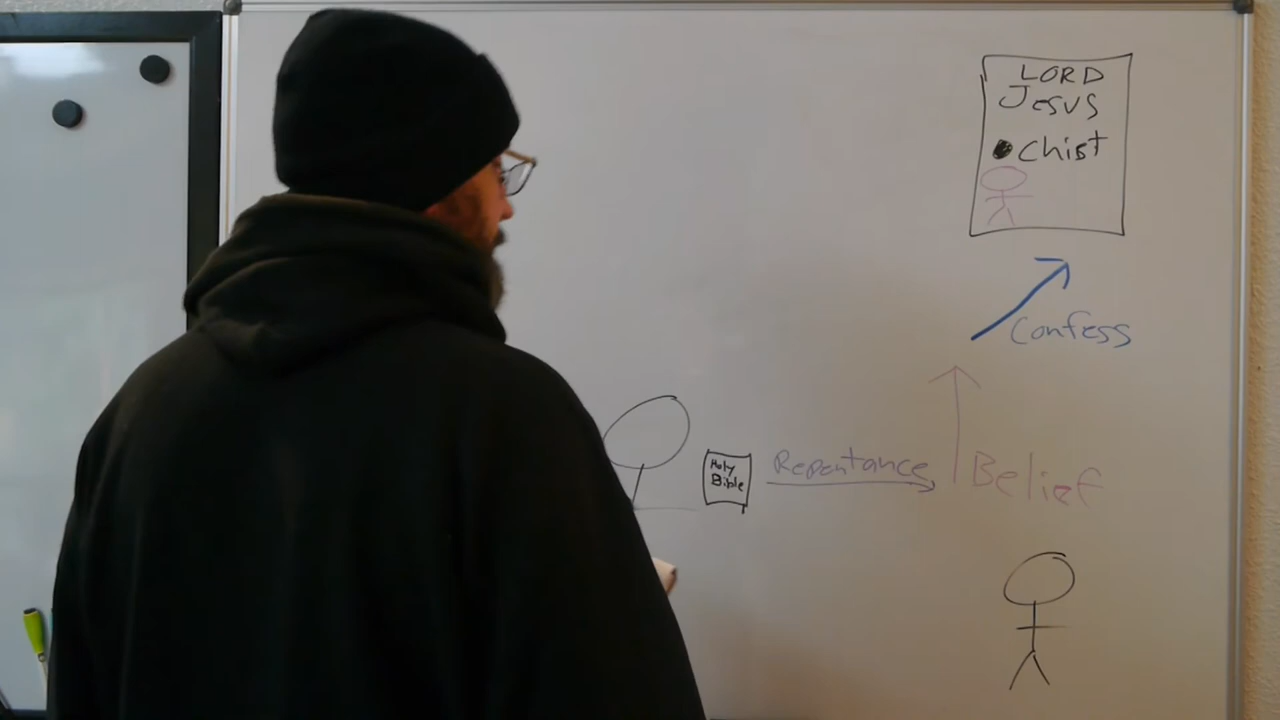 LORD
Jesus
Chist
Confess
Repentance
Belief
Holy
Bible